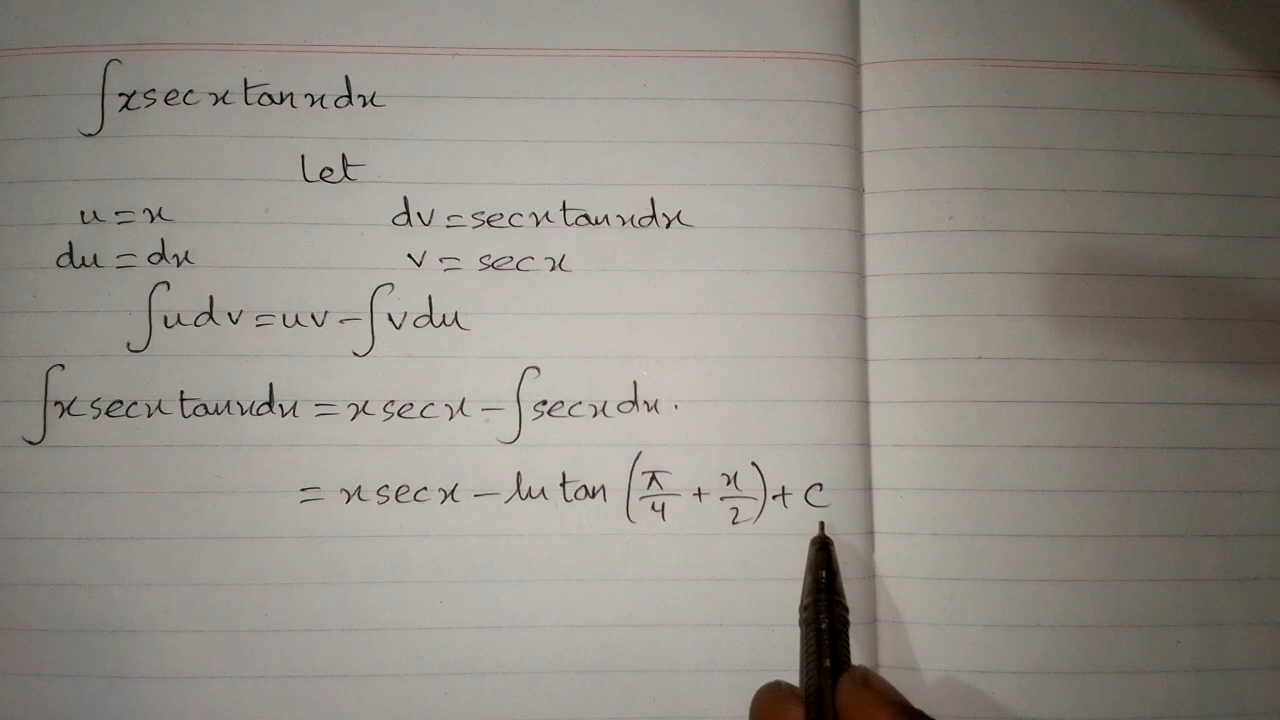 ∫x sec x tan x dx
Let
u = x    dv = sec x tan x dx
du = dx    v = sec x
∫u dv = uv - ∫v du
∫x sec x tan x dx = x sec x - ∫sec x dx.
= x sec x - ln tan (π/4 + x/2) + c